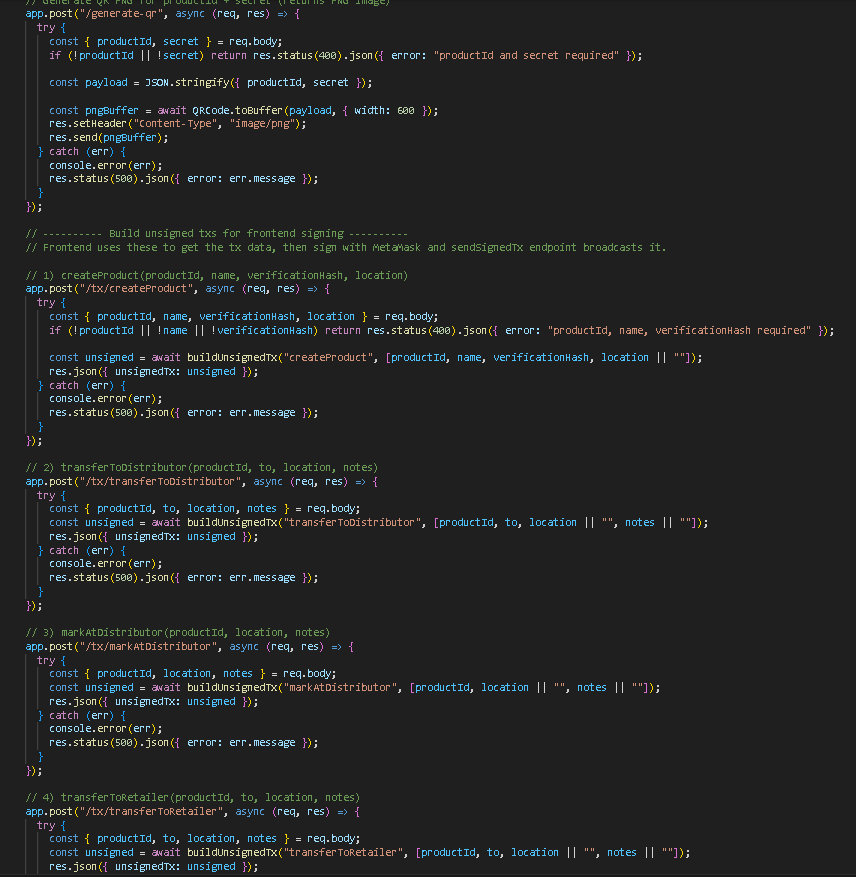 // Generate QR PNG for productId + secret (returns PNG image)
app.post("/generate-qr", async (req, res) => {
  try {
    const { productId, secret } = req.body;
    if (!productId || !secret) return res.status(400).json({ error: "productId and secret required" });

    const payload = JSON.stringify({ productId, secret });

    const pngBuffer = await QRCode.toBuffer(payload, { width: 600 });
    res.setHeader("Content-Type", "image/png");
    res.send(pngBuffer);
  } catch (err) {
    console.error(err);
    res.status(500).json({ error: err.message });
  }
});

// ---------- Build unsigned txs for frontend signing ----------
// Frontend uses these to get the tx data, then sign with MetaMask and sendSignedTx endpoint broadcasts it.

// 1) createProduct(productId, name, verificationHash, location)
app.post("/tx/createProduct", async (req, res) => {
  try {
    const { productId, name, verificationHash, location } = req.body;
    if (!productId || !name || !verificationHash) return res.status(400).json({ error: "productId, name, verificationHash required" });

    const unsigned = await buildUnsignedTx("createProduct", [productId, name, verificationHash, location || ""]);
    res.json({ unsignedTx: unsigned });
  } catch (err) {
    console.error(err);
    res.status(500).json({ error: err.message });
  }
});

// 2) transferToDistributor(productId, to, location, notes)
app.post("/tx/transferToDistributor", async (req, res) => {
  try {
    const { productId, to, location, notes } = req.body;
    const unsigned = await buildUnsignedTx("transferToDistributor", [productId, to, location || "", notes || ""]);
    res.json({ unsignedTx: unsigned });
  } catch (err) {
    console.error(err);
    res.status(500).json({ error: err.message });
  }
});

// 3) markAtDistributor(productId, location, notes)
app.post("/tx/markAtDistributor", async (req, res) => {
  try {
    const { productId, location, notes } = req.body;
    const unsigned = await buildUnsignedTx("markAtDistributor", [productId, location || "", notes || ""]);
    res.json({ unsignedTx: unsigned });
  } catch (err) {
    console.error(err);
    res.status(500).json({ error: err.message });
  }
});

// 4) transferToRetailer(productId, to, location, notes)
app.post("/tx/transferToRetailer", async (req, res) => {
  try {
    const { productId, to, location, notes } = req.body;
    const unsigned = await buildUnsignedTx("transferToRetailer", [productId, to, location || "", notes || ""]);
    res.json({ unsignedTx: unsigned });